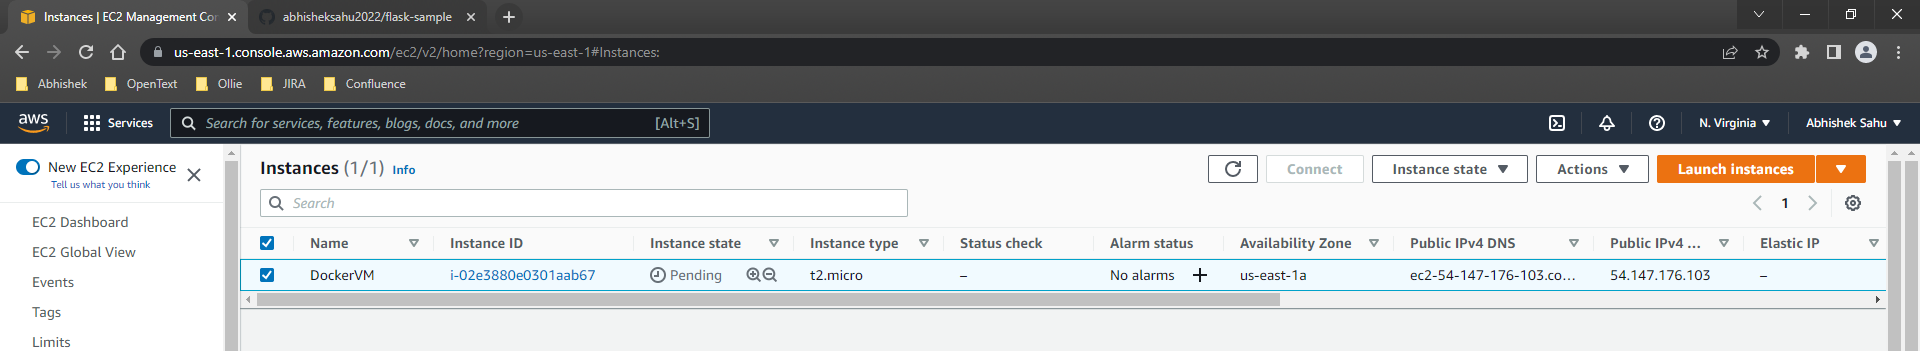 Instances | EC2 Management Con
abhisheksahu2022/flask-sample
us-east-1.console.aws.amazon.com/ec2/v2/home?region=us-east-1#Instances:
Abhishek OpenText Ollie JIRA Confluence
aws Services Search for services, features, blogs, docs, and more [Alt+S] N. Virginia Abhishek Sahu
New EC2 Experience
Tell us what you think
EC2 Dashboard
EC2 Global View
Events
Tags
Limits
Instances (1/1) Info Connect Instance state Actions Launch instances
Search 1
Name Instance ID Instance state Instance type Status check Alarm status Availability Zone Public IPv4 DNS Public IPv4 ... Elastic IP
DockerVM i-02e3880e0301aab67 Pending t2.micro – No alarms + us-east-1a ec2-54-147-176-103.co... 54.147.176.103 –